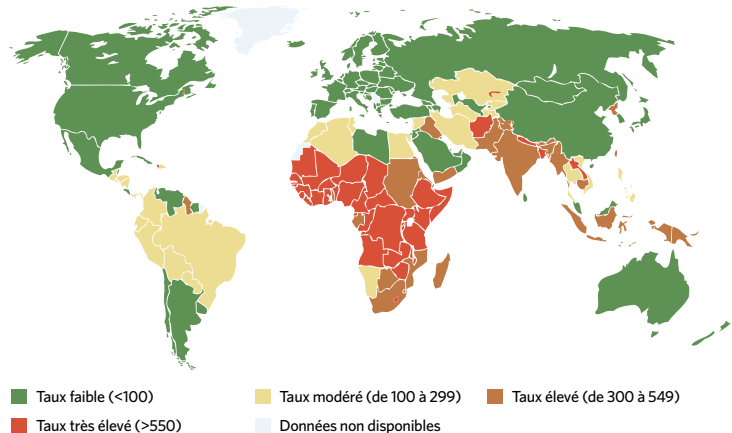 Taux faible (<100)
Taux modéré (de 100 à 299)
Taux élevé (de 300 à 549)
Taux très élevé (>550)
Données non disponibles